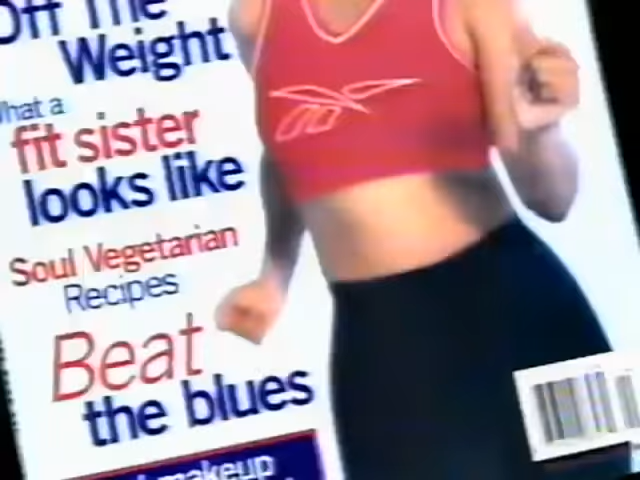 Off The
Weight
What a
fit sister
looks like
Soul Vegetarian
Recipes
Beat
the blues
makeup